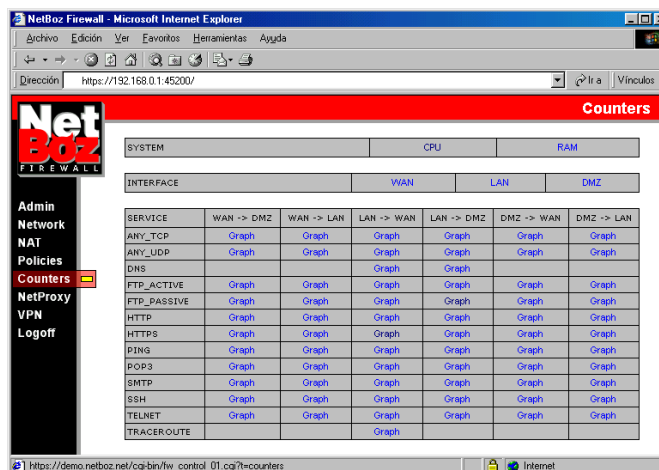 NetBoz Firewall - Microsoft Internet Explorer
Archivo Edición Ver Favoritos Herramientas Ayuda
Dirección https://192.168.0.1:45200/ Ir a Vínculos
Counters
Net
Boz
FIREWALL
SYSTEM CPU RAM
INTERFACE WAN LAN DMZ
Admin
Network
NAT
Policies
Counters
NetProxy
VPN
Logoff
SERVICE WAN -> DMZ WAN -> LAN LAN -> WAN LAN -> DMZ DMZ -> WAN DMZ -> LAN
ANY_TCP Graph Graph Graph Graph Graph Graph
ANY_UDP Graph Graph Graph Graph Graph Graph
DNS Graph Graph
FTP_ACTIVE Graph Graph Graph Graph Graph Graph
FTP_PASSIVE Graph Graph Graph Graph Graph Graph
HTTP Graph Graph Graph Graph Graph Graph
HTTPS Graph Graph Graph Graph Graph Graph
PING Graph Graph Graph Graph Graph Graph
POP3 Graph Graph Graph Graph Graph Graph
SMTP Graph Graph Graph Graph Graph Graph
SSH Graph Graph Graph Graph Graph Graph
TELNET Graph Graph Graph Graph Graph Graph
TRACEROUTE Graph
https://demo.netboz.net/cgi-bin/fw_control_01.cgi?t=counters Internet